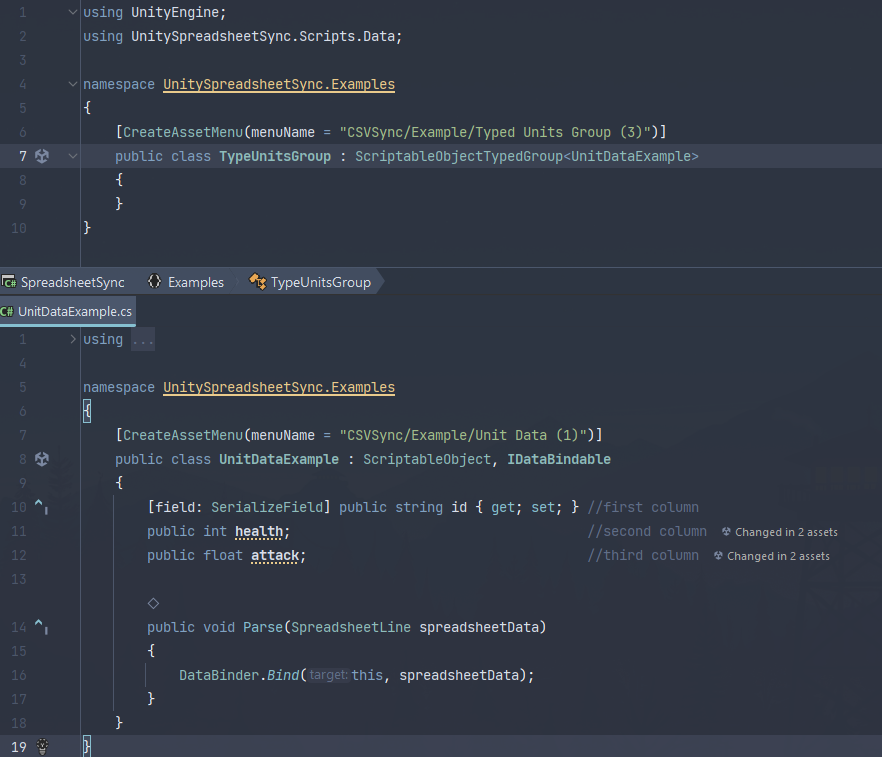 1 using UnityEngine;
2 using UnitySpreadsheetSync.Scripts.Data;
3
4 namespace UnitySpreadsheetSync.Examples
5 {
6 [CreateAssetMenu(menuName = "CSVSync/Example/Typed Units Group (3)")]
7 public class TypeUnitsGroup : ScriptableObjectTypedGroup<UnitDataExample>
8 {
9 }
10 }
C# SpreadsheetSync {} Examples TypeUnitsGroup
C# UnitDataExample.cs
1 using ...
4
5 namespace UnitySpreadsheetSync.Examples
6 {
7 [CreateAssetMenu(menuName = "CSVSync/Example/Unit Data (1)")]
8 public class UnitDataExample : ScriptableObject, IDataBindable
9 {
10 [field: SerializeField] public string id { get; set; } //first column
11 public int health; //second column Changed in 2 assets
12 public float attack; //third column Changed in 2 assets
13
14 public void Parse(SpreadsheetLine spreadsheetData)
15 {
16 DataBinder.Bind(target: this, spreadsheetData);
17 }
18 }
19 }